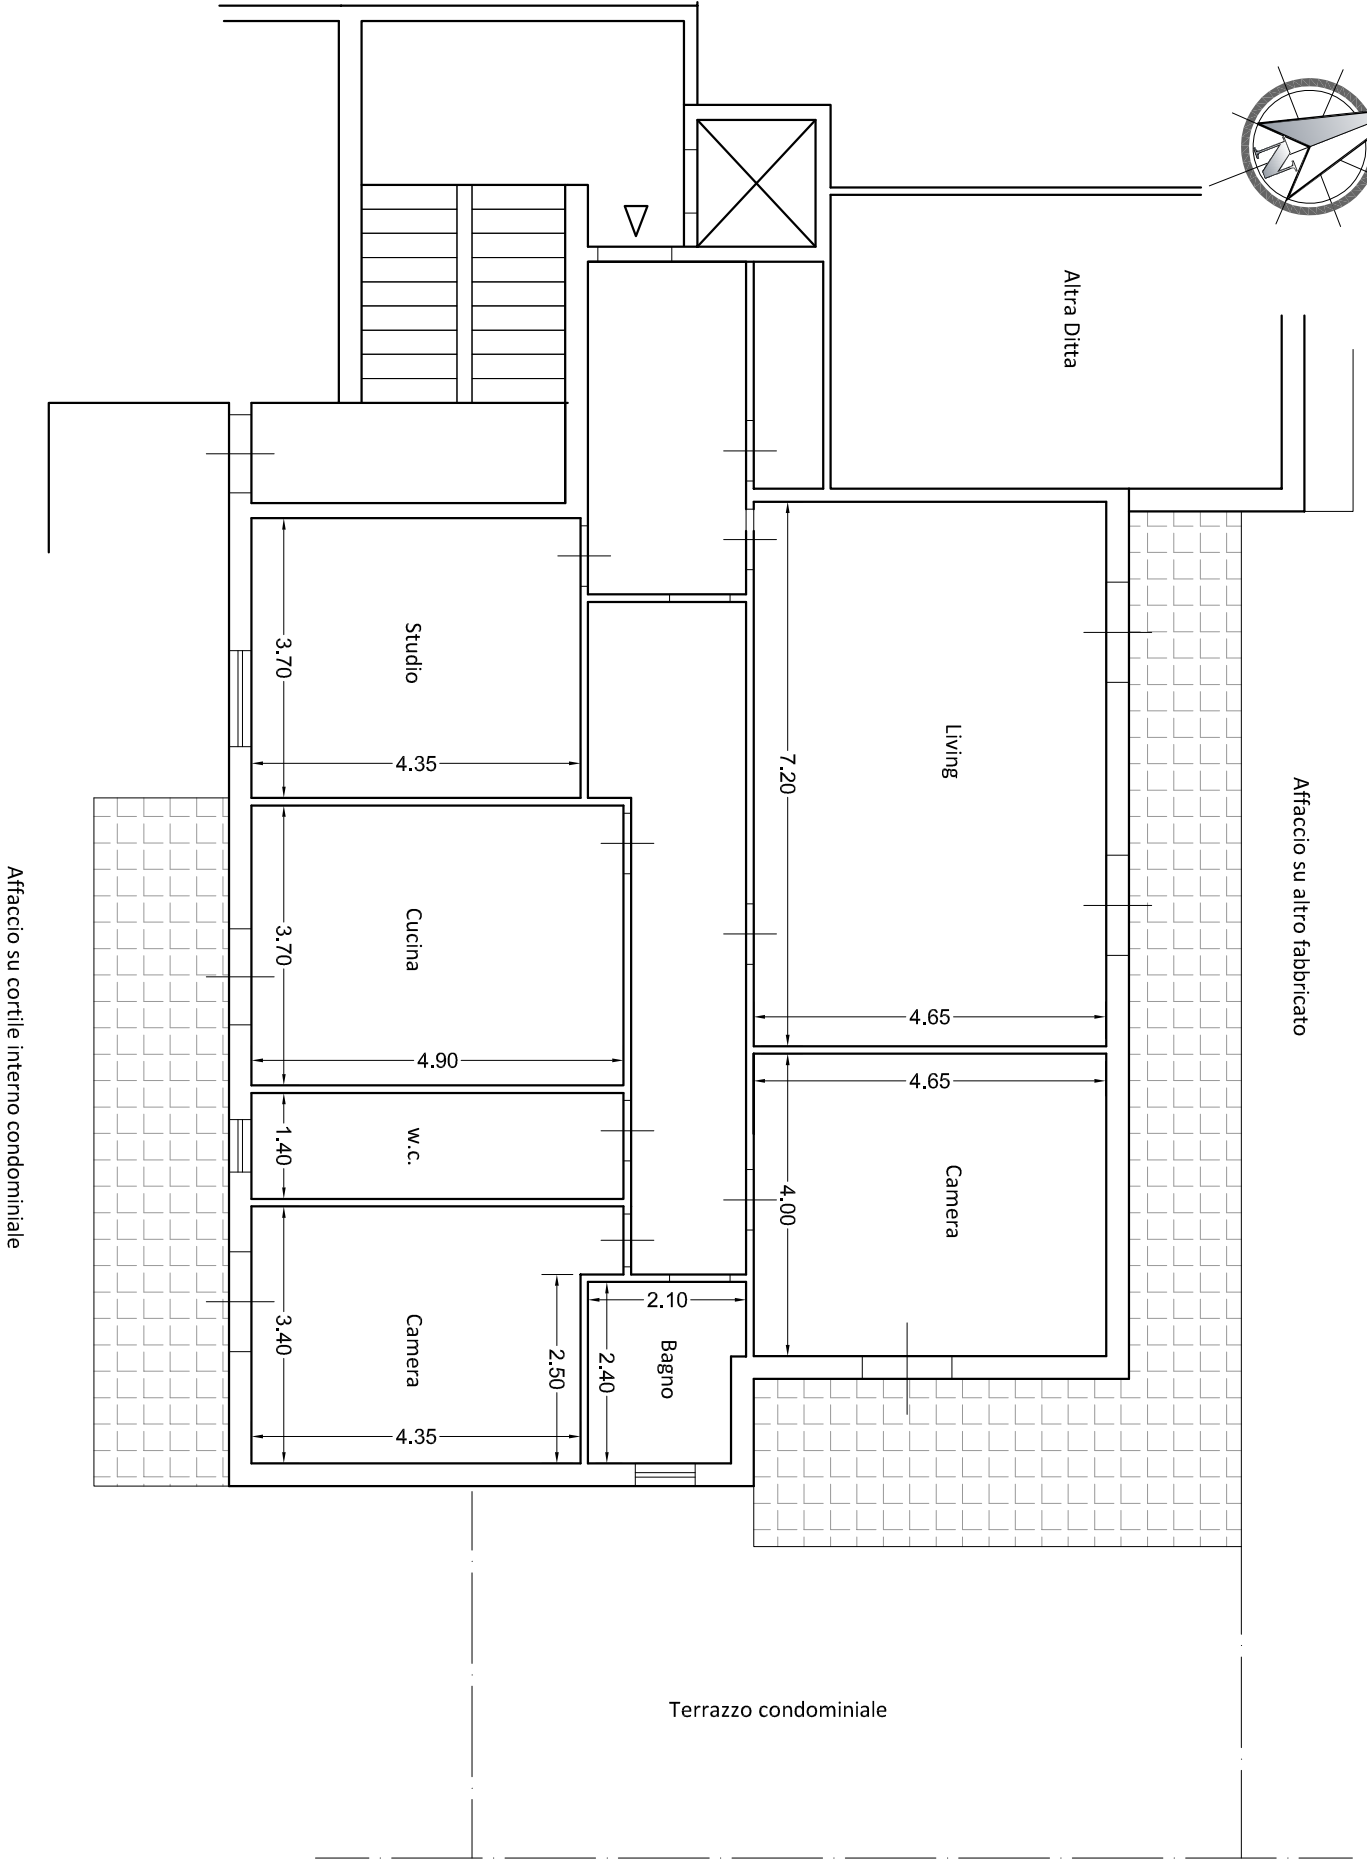 N
Altra Ditta
Affaccio su altro fabbricato
Studio
3.70
4.35
Living
7.20
4.65
Cucina
3.70
4.90
w.c.
1.40
Camera
4.65
4.00
Camera
3.40
4.35
2.50
Bagno
2.10
2.40
Affaccio su cortile interno condominiale
Terrazzo condominiale